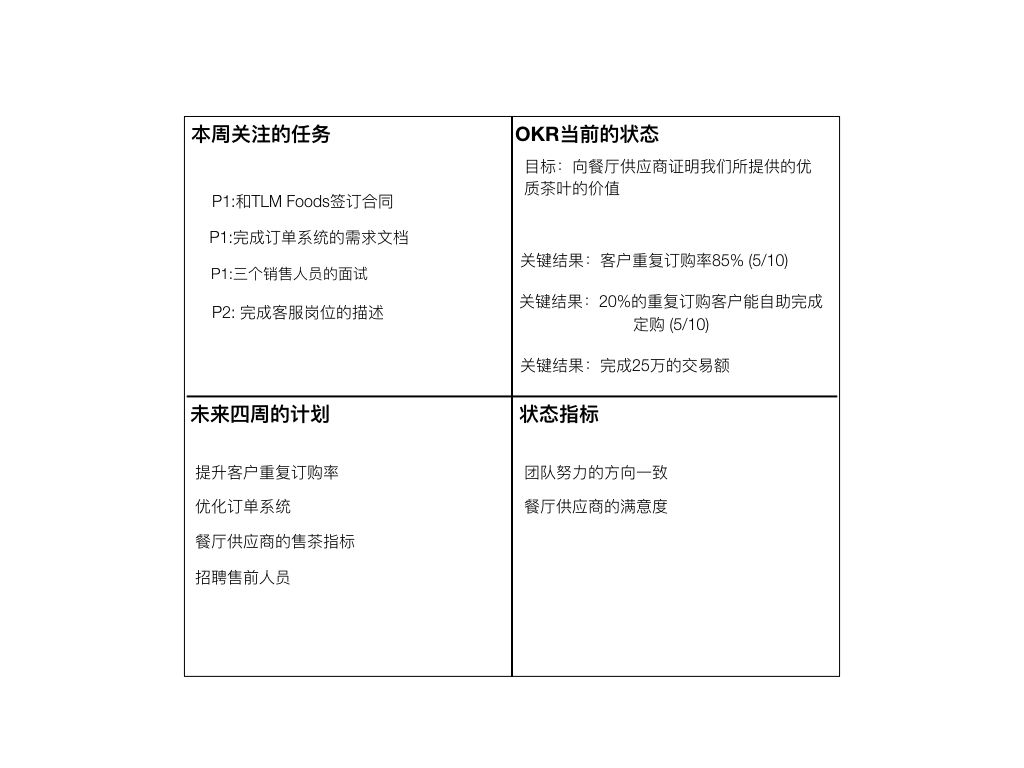 本周关注的任务
P1:和TLM Foods签订合同
P1:完成订单系统的需求文档
P1:三个销售人员的面试
P2: 完成客服岗位的描述
OKR当前的状态
目标：向餐厅供应商证明我们所提供的优
质茶叶的价值
关键结果：客户重复订购率85% (5/10)
关键结果：20%的重复订购客户能自助完成
定购 (5/10)
关键结果：完成25万的交易额
未来四周的计划
提升客户重复订购率
优化订单系统
餐厅供应商的售茶指标
招聘售前人员
状态指标
团队努力的方向一致
餐厅供应商的满意度